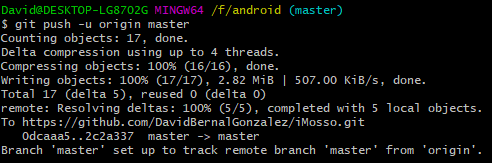 David@DESKTOP-LG87O2G MINGW64 /f/android (master)
$ git push -u origin master
Counting objects: 17, done.
Delta compression using up to 4 threads.
Compressing objects: 100% (16/16), done.
Writing objects: 100% (17/17), 2.82 MiB | 507.00 KiB/s, done.
Total 17 (delta 5), reused 0 (delta 0)
remote: Resolving deltas: 100% (5/5), completed with 5 local objects.
To https://github.com/DavidBernalGonzalez/iMosso.git
   0dcaaa5..2c2a337  master -> master
Branch 'master' set up to track remote branch 'master' from 'origin'.